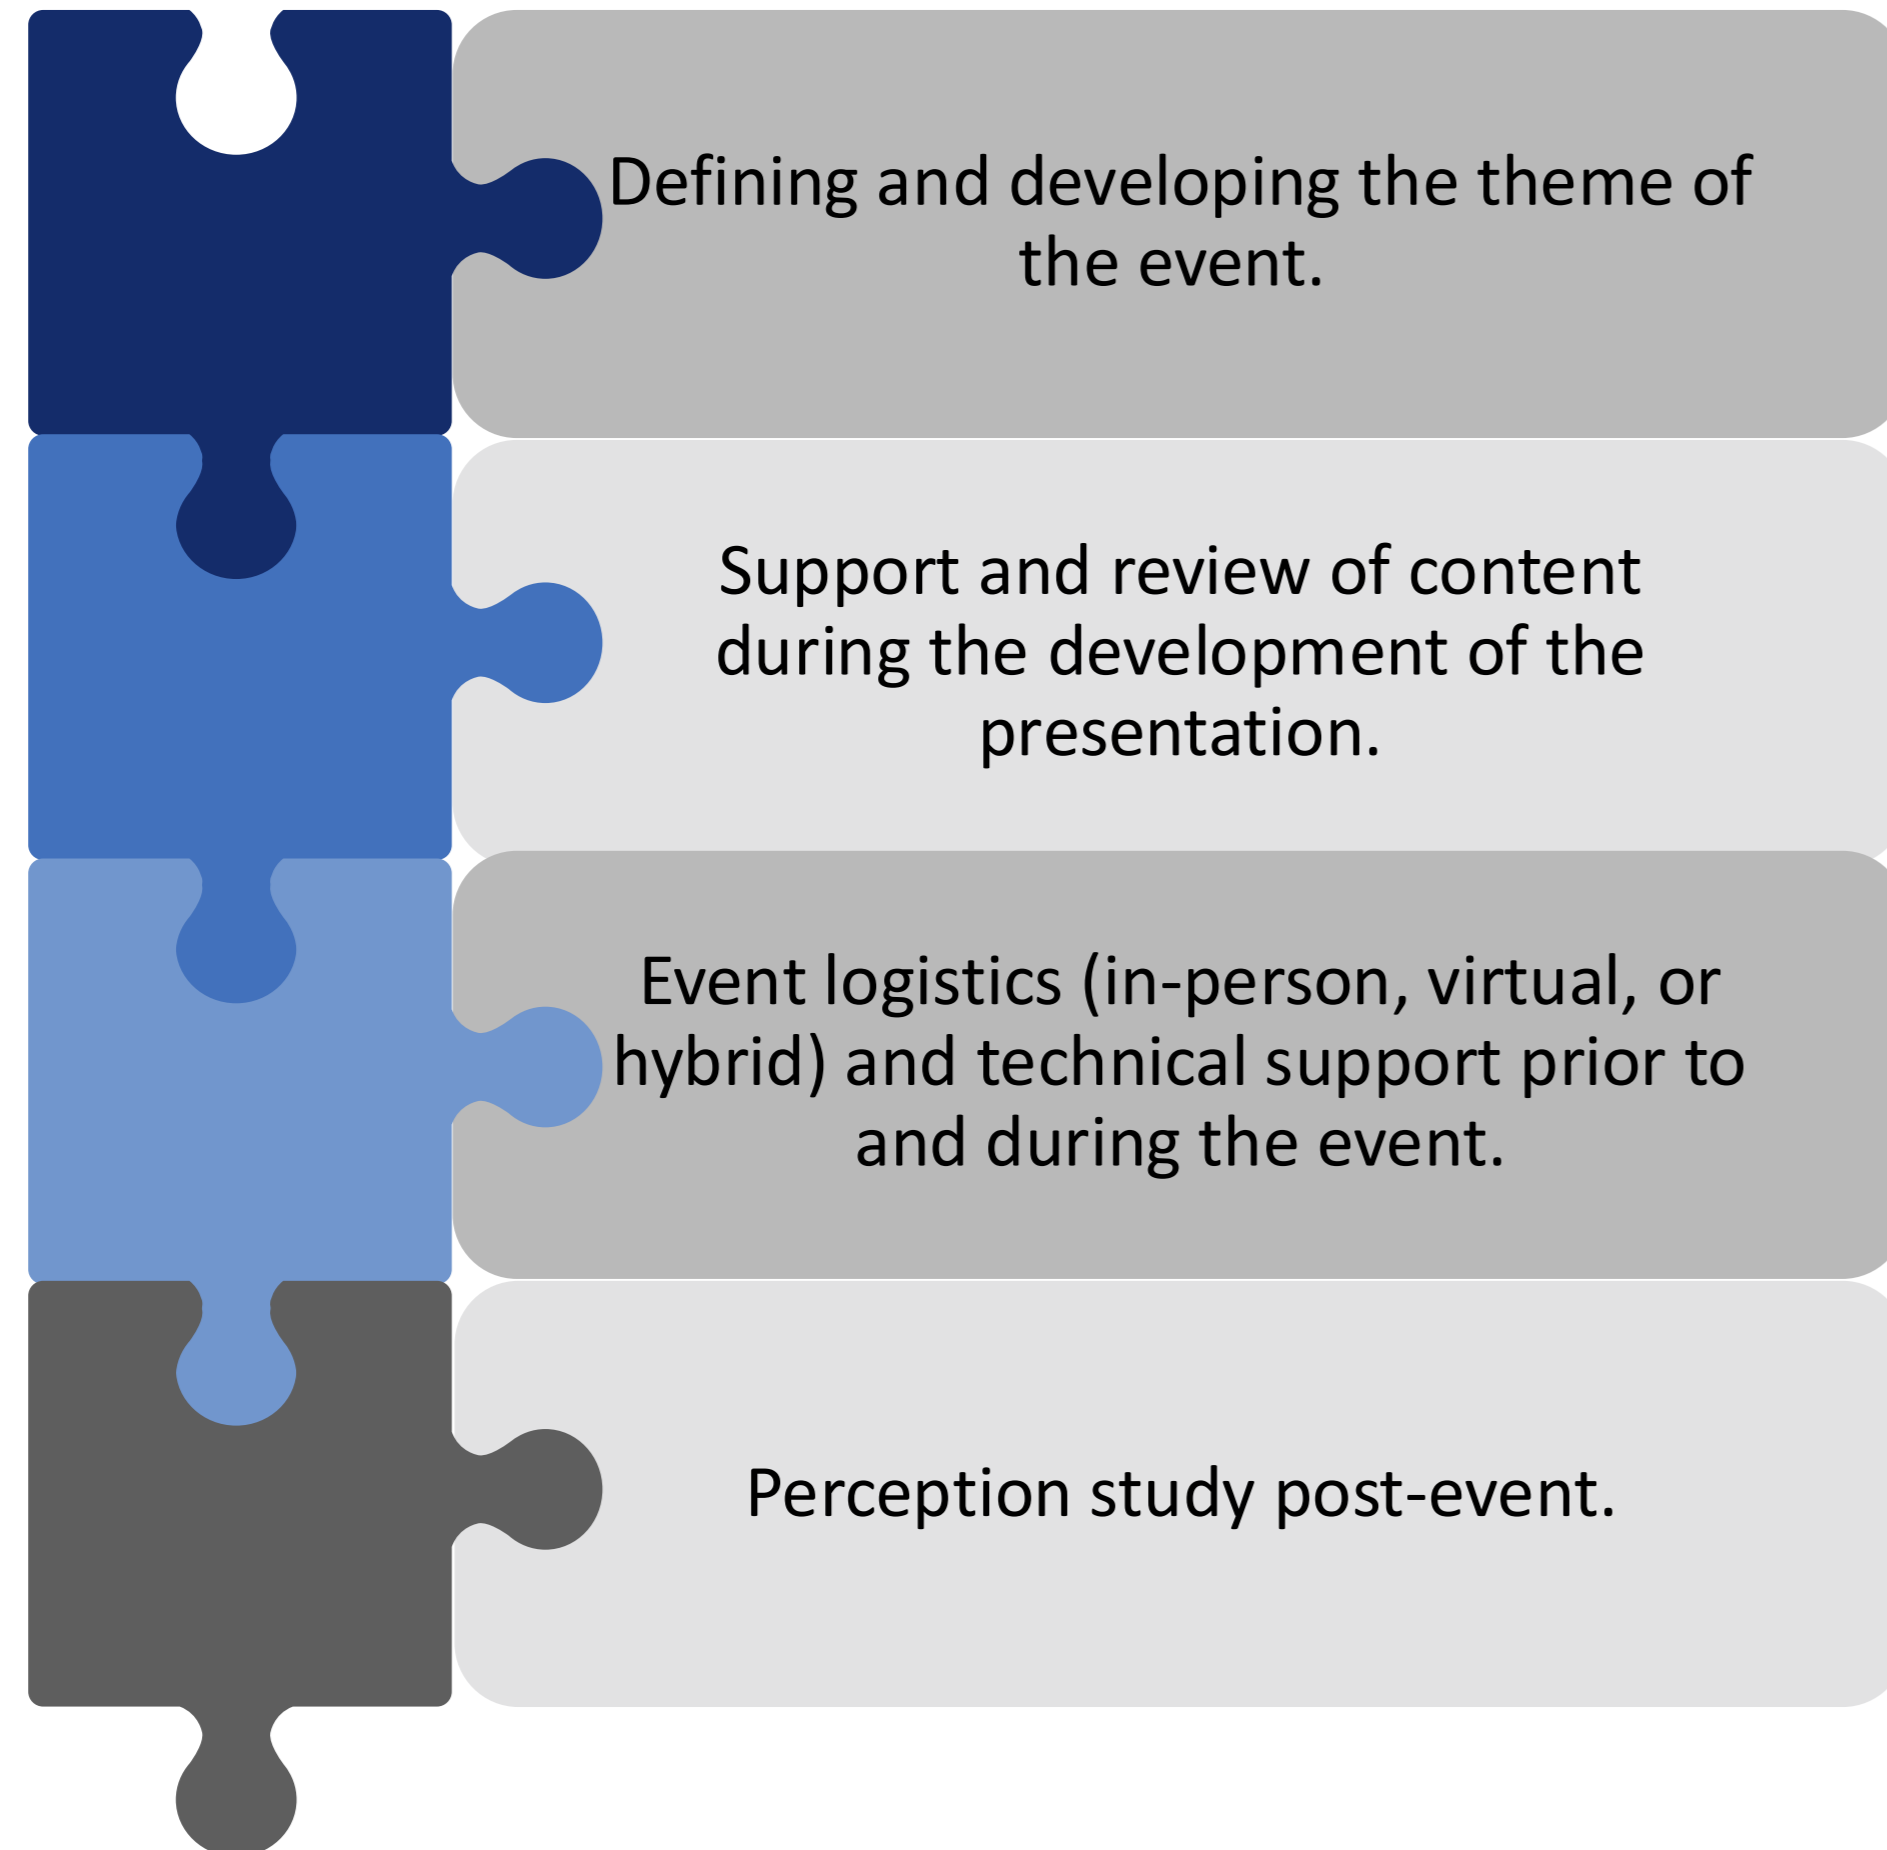 Defining and developing the theme of
the event.
Support and review of content
during the development of the
presentation.
Event logistics (in-person, virtual, or
hybrid) and technical support prior to
and during the event.
Perception study post-event.